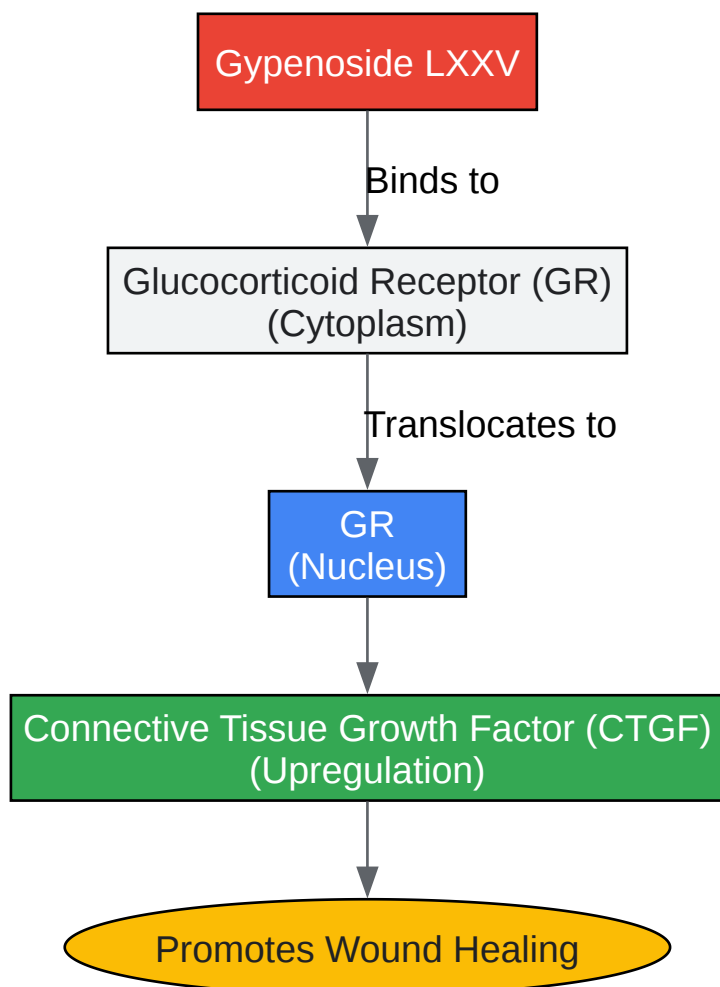 Gypenoside LXXV
Binds to
Glucocorticoid Receptor (GR)
(Cytoplasm)
Translocates to
GR
(Nucleus)
Connective Tissue Growth Factor (CTGF)
(Upregulation)
Promotes Wound Healing